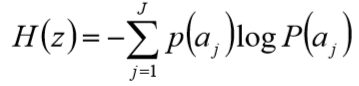 H(z) = −∑_{j=1}^{J} p(a_j) log P(a_j)